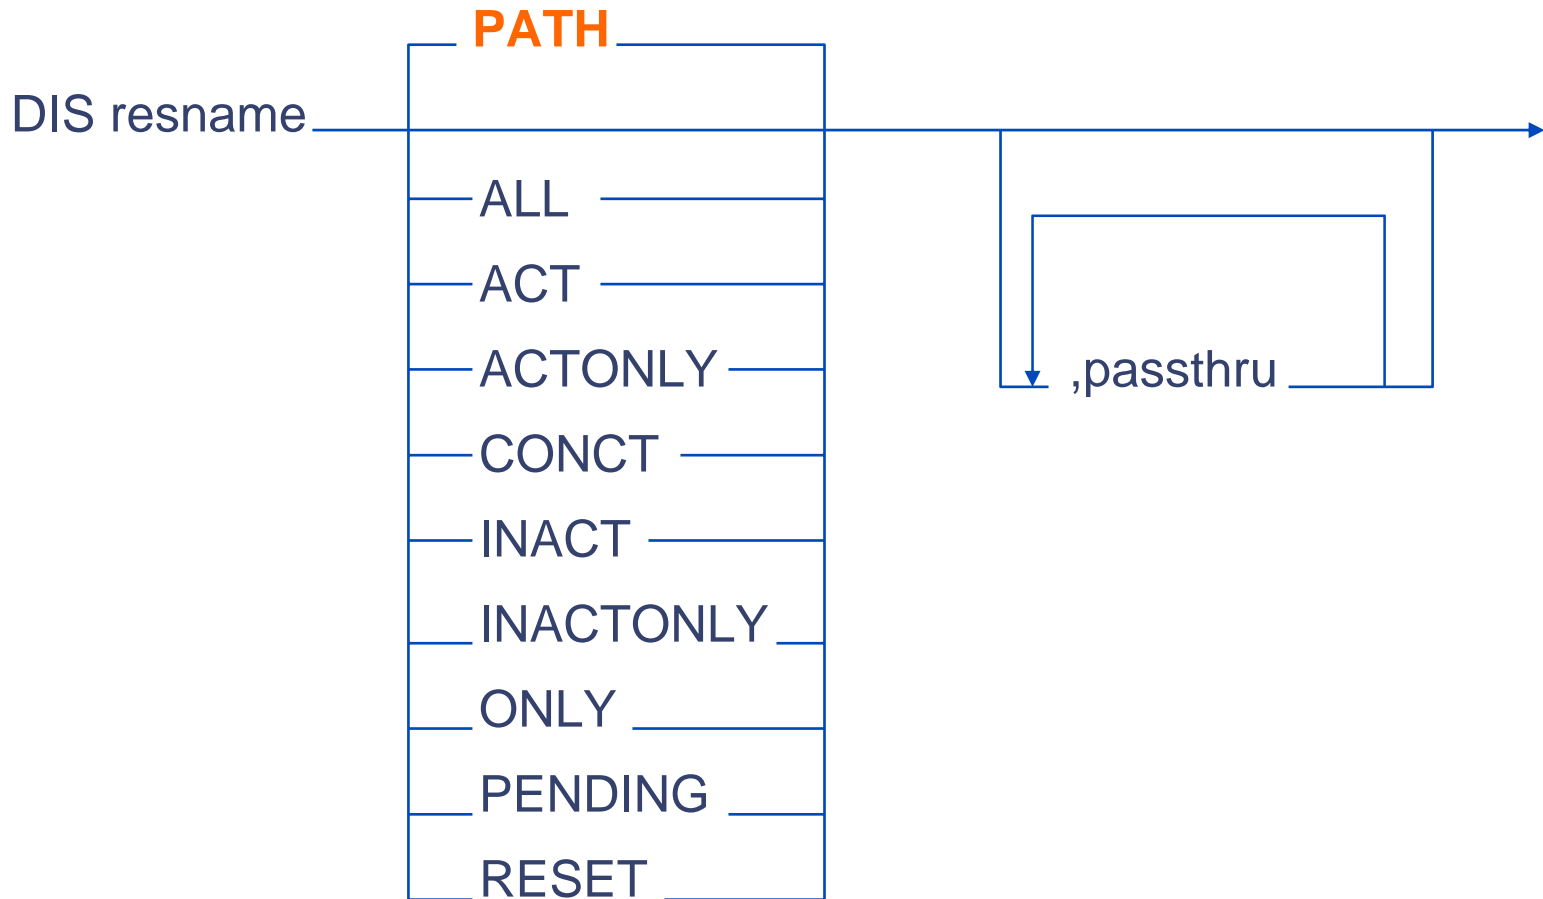 PATH
DIS resname
ALL
ACT
ACTONLY
,passthru
CONCT
INACT
INACTONLY
ONLY
PENDING
RESET